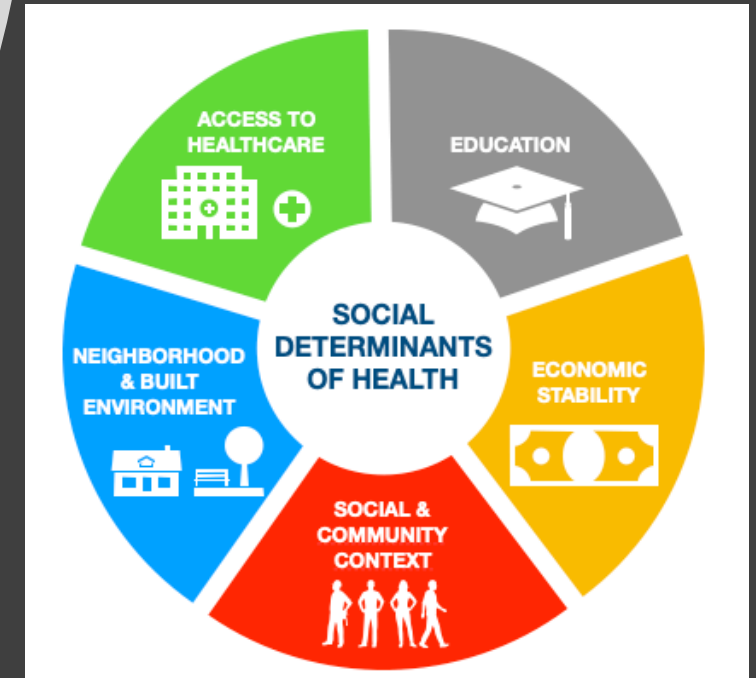 ACCESS TO
HEALTHCARE
EDUCATION
SOCIAL
DETERMINANTS
OF HEALTH
NEIGHBORHOOD
& BUILT
ENVIRONMENT
ECONOMIC
STABILITY
SOCIAL &
COMMUNITY
CONTEXT